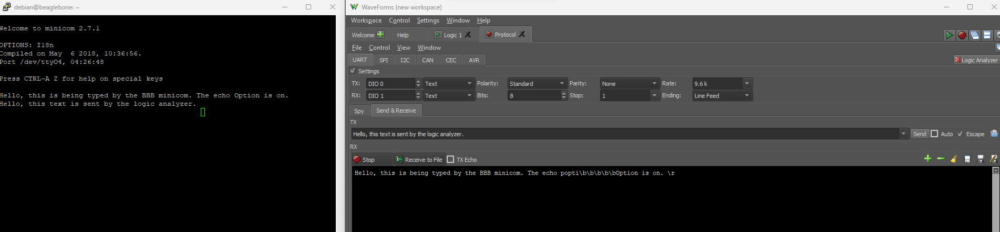 debian@beaglebone: ~
Welcome to minicom 2.7.1
OPTIONS: I18n
Compiled on May  6 2018, 10:36:56.
Port /dev/ttyO4, 04:26:48
Press CTRL-A Z for help on special keys
Hello, this is being typed by the BBB minicom. The echo Option is on.
Hello, this text is sent by the logic analyzer.
WaveForms (new workspace)
Workspace Control Settings Window Help
Welcome Help Logic 1 Protocol
File Control View Window
UART SPI I2C CAN CEC AVR Logic Analyzer
Settings
TX: DIO 0 Text Polarity: Standard Parity: None Rate: 9.6 k
RX: DIO 1 Text Bits: 8 Stop: 1 Ending: Line Feed
Spy Send & Receive
TX
Hello, this text is sent by the logic analyzer. Send Auto Escape
RX
Stop Receive to File TX Echo
Hello, this is being typed by the BBB minicom. The echo popti\b\b\b\b\bOption is on. \r